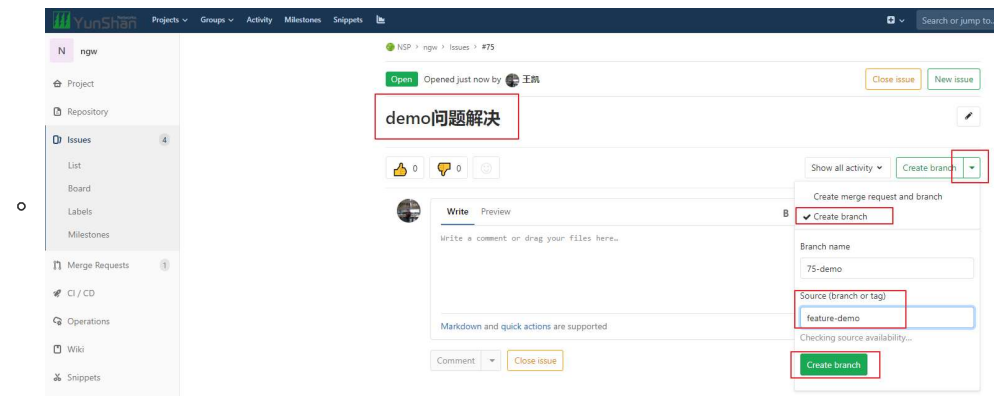 YunShan Projects Groups Activity Milestones Snippets Search or jump to..
N ngw
NSP > ngw > Issues > #75
Project
Open Opened just now by 王凯 Close issue New issue
Repository
demo问题解决
Issues 4
List
0 0 Show all activity Create branch
Board
Create merge request and branch
Labels
Write Preview B Create branch
Milestones
Write a comment or drag your files here…
Branch name
Merge Requests 1
75-demo
CI / CD
Source (branch or tag)
Operations
feature-demo
Markdown and quick actions are supported
Checking source availability…
Wiki
Comment Close issue
Create branch
Snippets